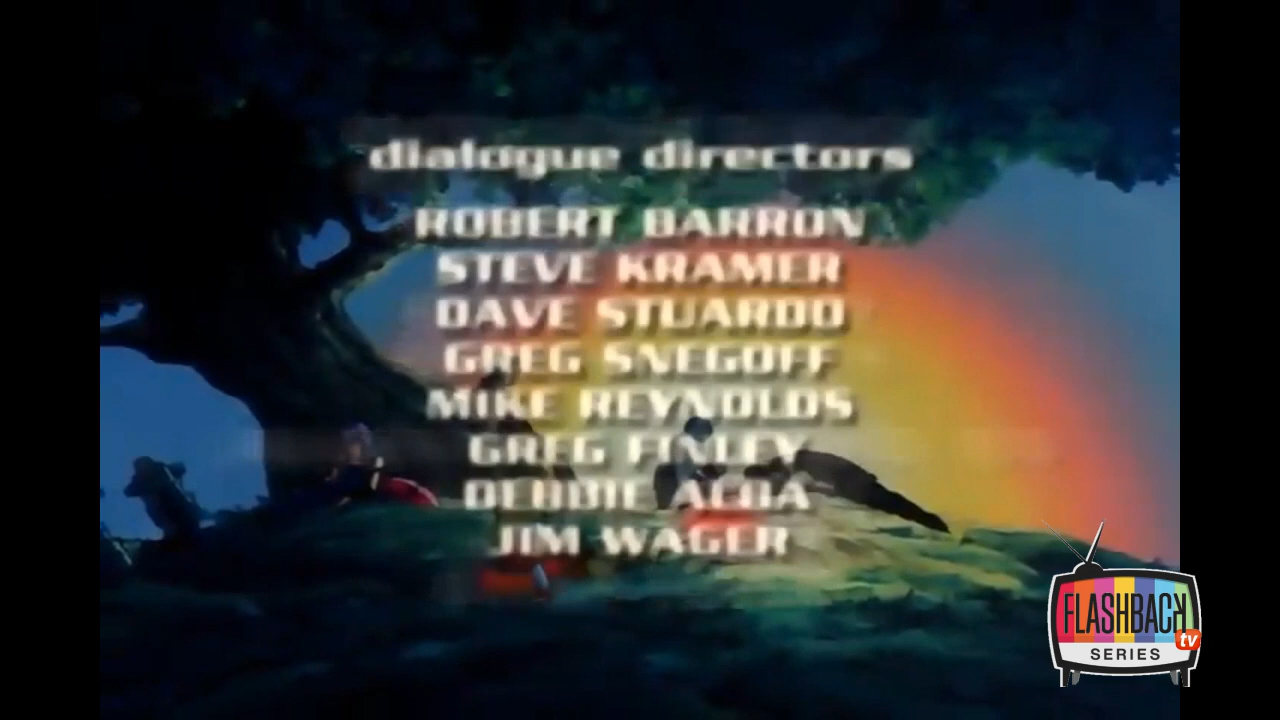 dialogue directors
ROBERT BARRON
STEVE KRAMER
DAVE STUARDO
GREG SNEGOFF
MIKE REYNOLDS
GREG FINLEY
DEBBIE ALBA
JIM WAGER
FLASHBACK
tv
SERIES